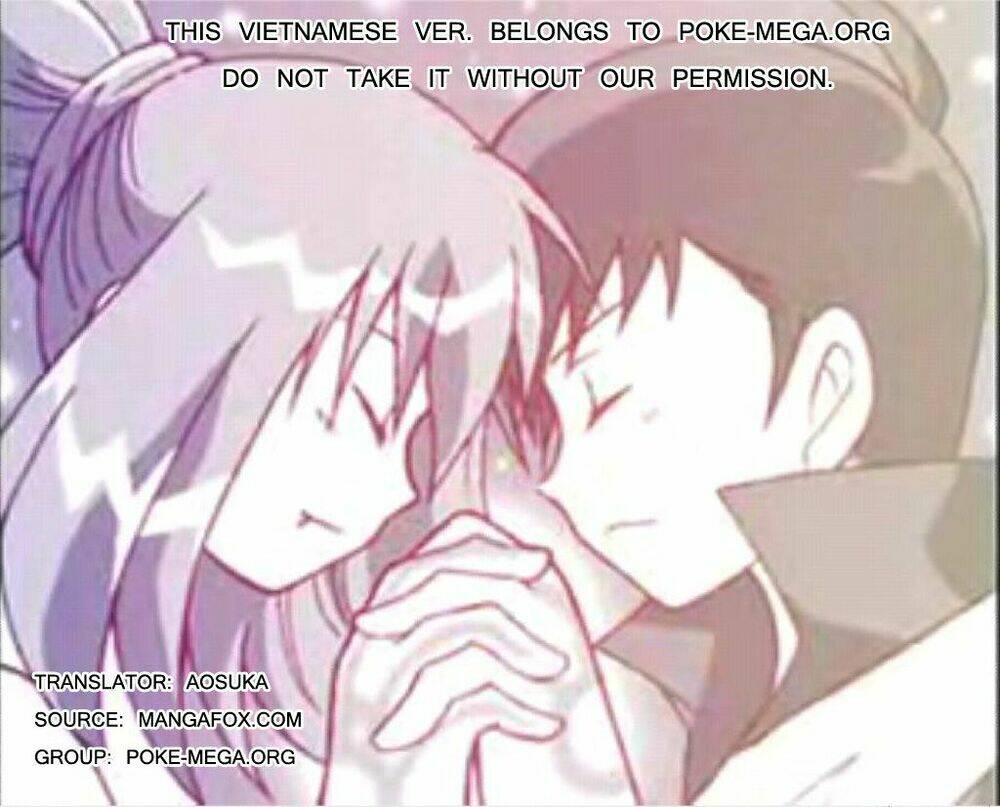 THIS VIETNAMESE VER. BELONGS TO POKE-MEGA.ORG
DO NOT TAKE IT WITHOUT OUR PERMISSION.
TRANSLATOR: AOSUKA
SOURCE: MANGAFOX.COM
GROUP: POKE-MEGA.ORG